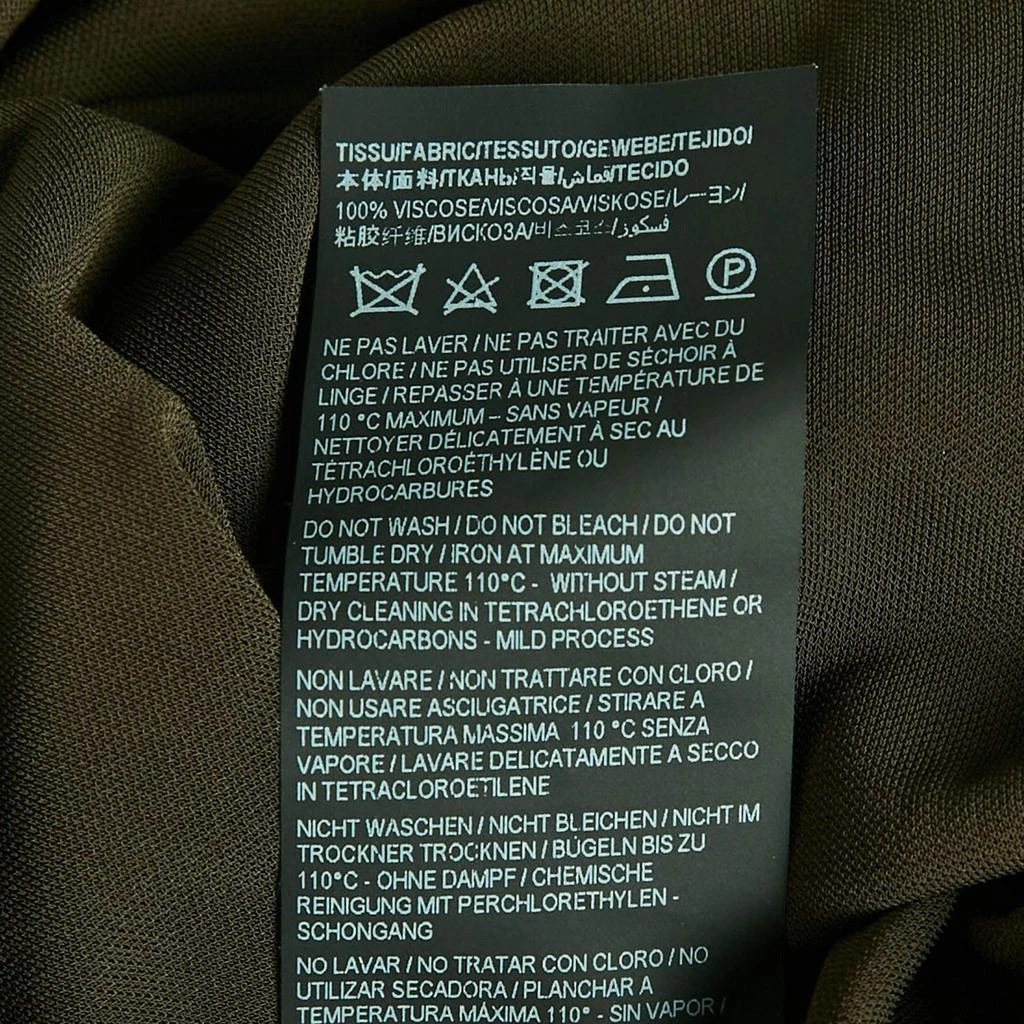 TISSU/FABRIC/TESSUTO/GEWEBE/TEJIDO/
本体/面料/ТКАНЬ/직물/قماش/TECIDO
100% VISCOSE/VISCOSA/VISKOSE/レーヨン/
粘胶纤维/ВИСКОЗА/비스코스/فسكوز
P
NE PAS LAVER / NE PAS TRAITER AVEC DU
CHLORE / NE PAS UTILISER DE SÉCHOIR À
LINGE / REPASSER À UNE TEMPÉRATURE DE
110 °C MAXIMUM – SANS VAPEUR /
NETTOYER DÉLICATEMENT À SEC AU
TÉTRACHLOROÉTHYLÈNE OU
HYDROCARBURES
DO NOT WASH / DO NOT BLEACH / DO NOT
TUMBLE DRY / IRON AT MAXIMUM
TEMPERATURE 110°C - WITHOUT STEAM /
DRY CLEANING IN TETRACHLOROETHENE OR
HYDROCARBONS - MILD PROCESS
NON LAVARE / NON TRATTARE CON CLORO /
NON USARE ASCIUGATRICE / STIRARE A
TEMPERATURA MASSIMA 110 °C SENZA
VAPORE / LAVARE DELICATAMENTE A SECCO
IN TETRACLOROETILENE
NICHT WASCHEN / NICHT BLEICHEN / NICHT IM
TROCKNER TROCKNEN / BÜGELN BIS ZU
110°C - OHNE DAMPF / CHEMISCHE
REINIGUNG MIT PERCHLORETHYLEN -
SCHONGANG
NO LAVAR / NO TRATAR CON CLORO / NO
UTILIZAR SECADORA / PLANCHAR A
TEMPERATURA MÁXIMA 110° - SIN VAPOR /